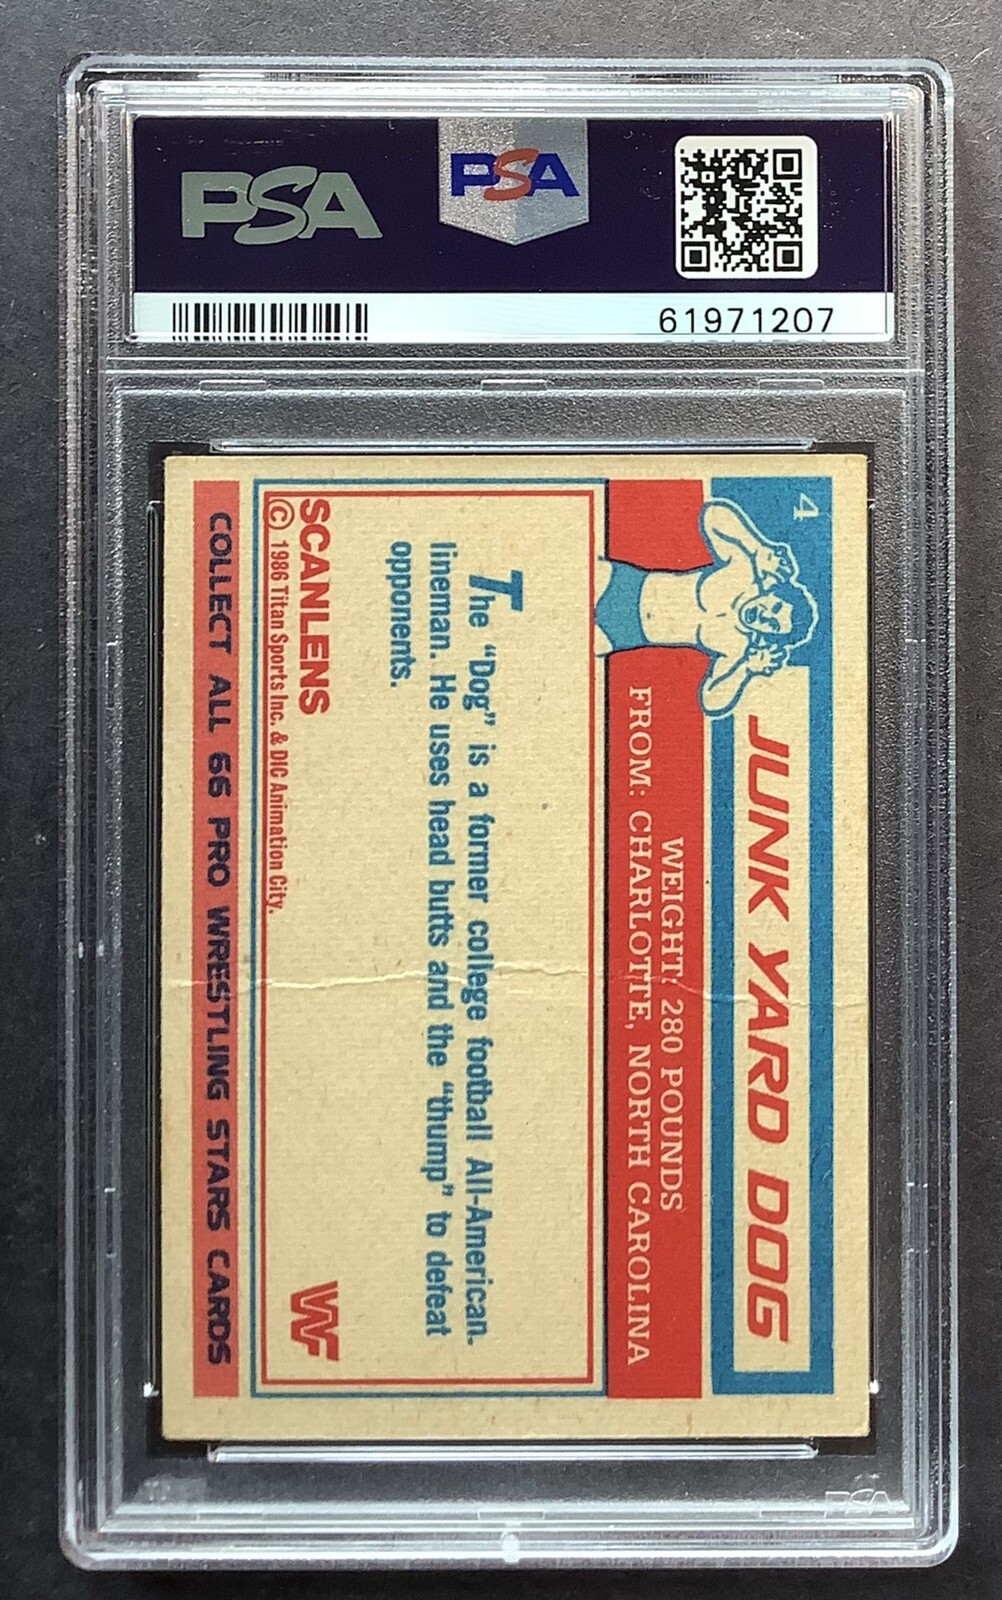 PSA
PSA
61971207
4
JUNK YARD DOG
WEIGHT: 280 POUNDS
FROM: CHARLOTTE, NORTH CAROLINA
The "Dog" is a former college football All-American.
lineman. He uses head butts and the "thump" to defeat
opponents.
SCANLENS
© 1986 Titan Sports Inc. & DIC Animation City.
WF
COLLECT ALL 66 PRO WRESTLING STARS CARDS
PSA